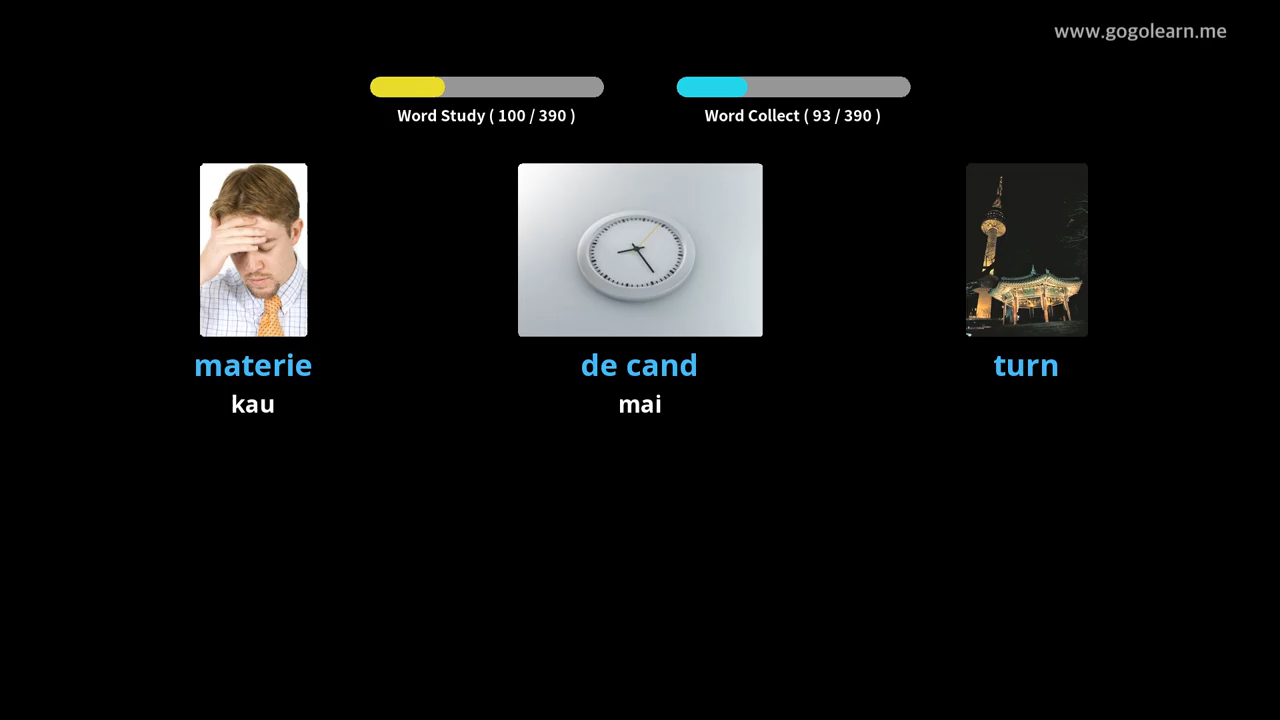 www.gogolearn.me
Word Study ( 100 / 390 )
Word Collect ( 93 / 390 )
materie
de cand
turn
kau
mai